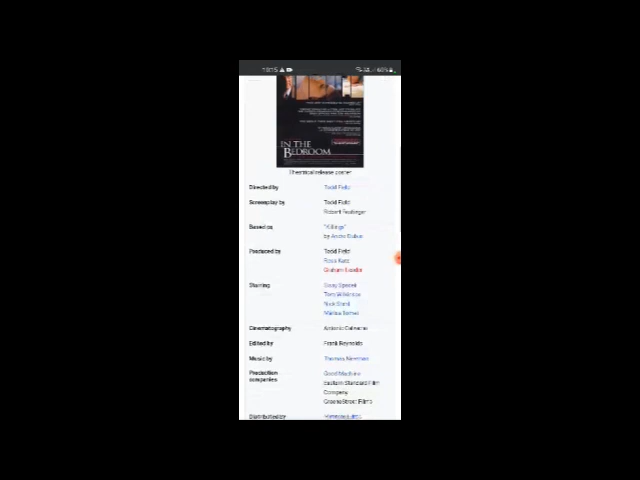 IN THE
BEDROOM
Theatrical release poster
Directed by Todd Field
Screenplay by Todd Field
Robert Festinger
Based on "Killings"
by Andre Dubus
Produced by Todd Field
Ross Katz
Graham Leader
Starring Sissy Spacek
Tom Wilkinson
Nick Stahl
Marisa Tomei
Cinematography Antonio Calvache
Edited by Frank Reynolds
Music by Thomas Newman
Production Good Machine
companies Eastern Standard Film
Company
GreeneStreet Films
Distributed by Miramax Films